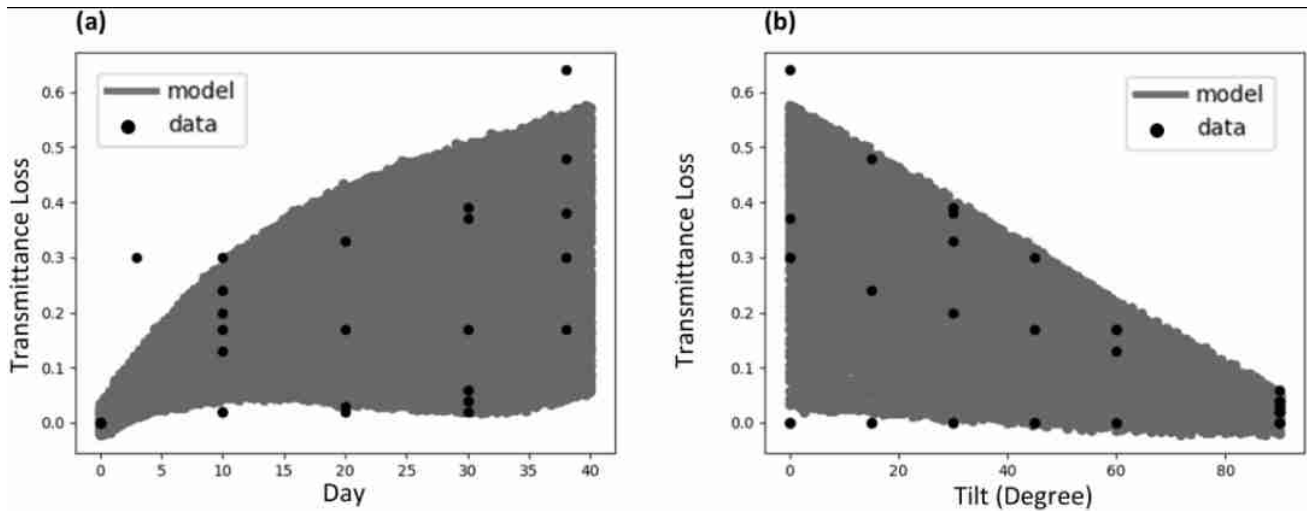 (a)
Transmittance Loss
0.6
0.5
0.4
0.3
0.2
0.1
0.0
model
data
0 5 10 15 20 25 30 35 40
Day
(b)
Transmittance Loss
0.6
0.5
0.4
0.3
0.2
0.1
0.0
model
data
0 20 40 60 80
Tilt (Degree)